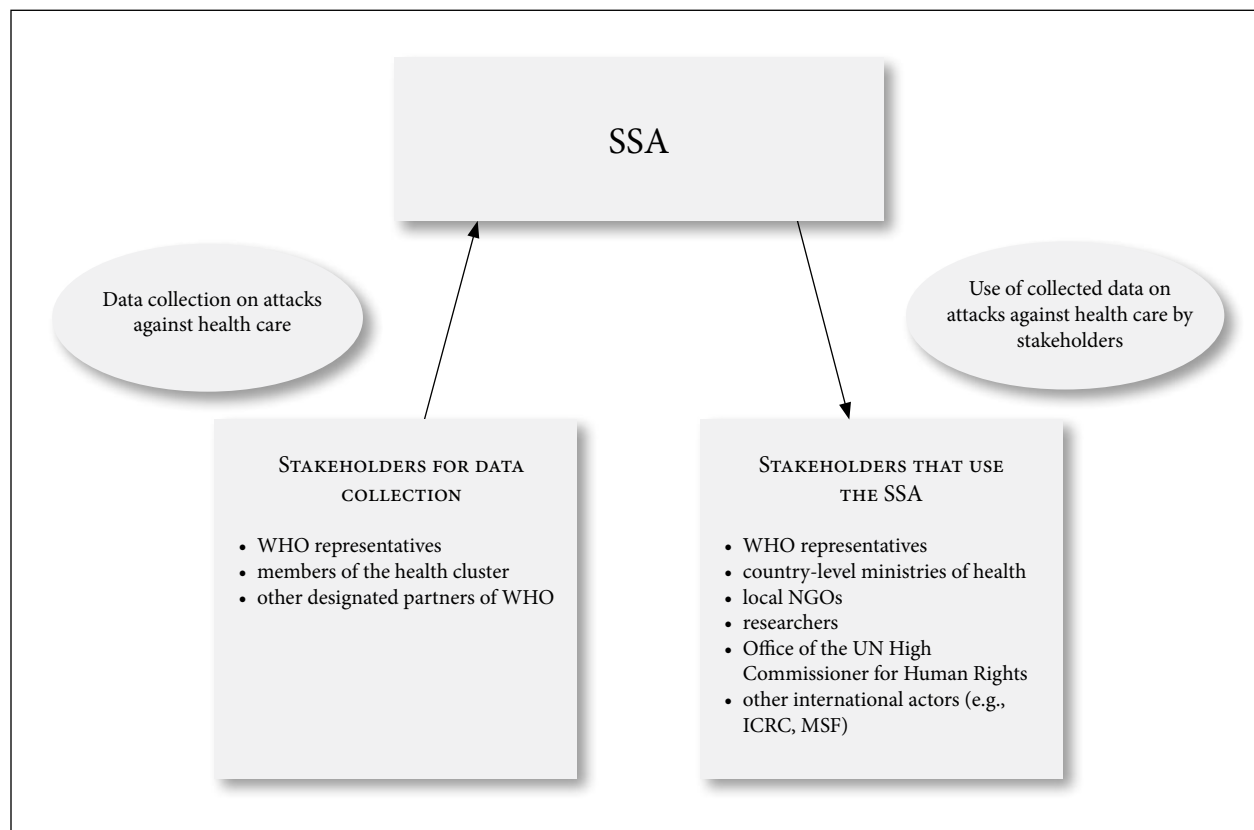 SSA
Data collection on attacks
against health care
Use of collected data on
attacks against health care by
stakeholders
Stakeholders for data
collection
• WHO representatives
• members of the health cluster
• other designated partners of WHO
Stakeholders that use
the SSA
• WHO representatives
• country-level ministries of health
• local NGOs
• researchers
• Office of the UN High
Commissioner for Human Rights
• other international actors (e.g.,
ICRC, MSF)